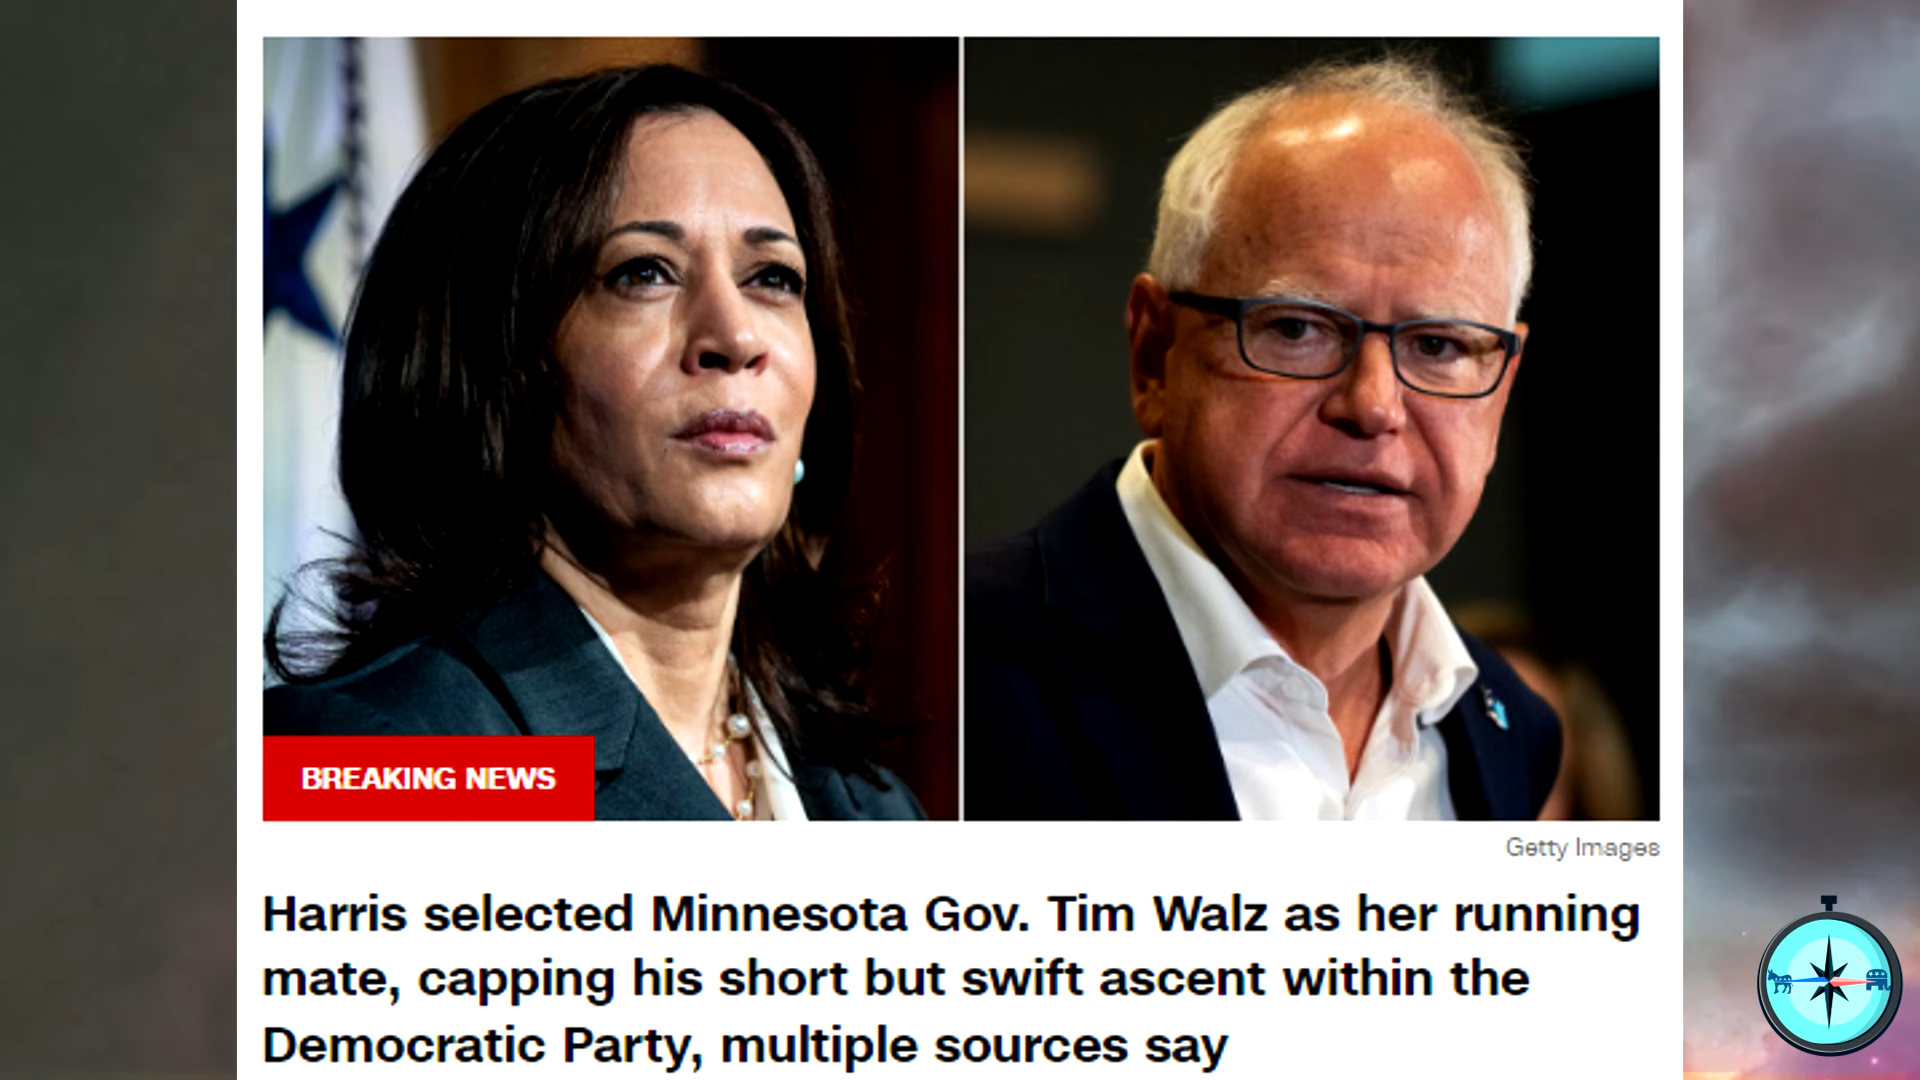 BREAKING NEWS
Getty Images
Harris selected Minnesota Gov. Tim Walz as her running
mate, capping his short but swift ascent within the
Democratic Party, multiple sources say